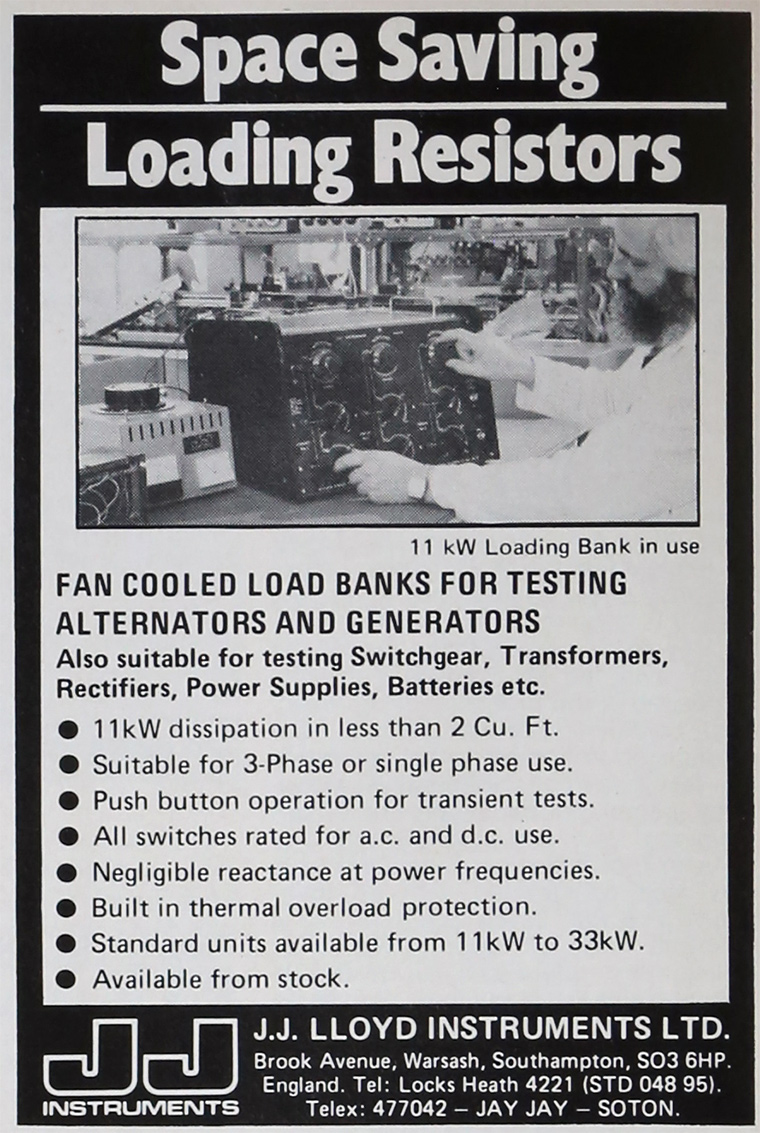 Space Saving
Loading Resistors
11 kW Loading Bank in use
FAN COOLED LOAD BANKS FOR TESTING
ALTERNATORS AND GENERATORS
Also suitable for testing Switchgear, Transformers,
Rectifiers, Power Supplies, Batteries etc.
● 11kW dissipation in less than 2 Cu. Ft.
● Suitable for 3-Phase or single phase use.
● Push button operation for transient tests.
● All switches rated for a.c. and d.c. use.
● Negligible reactance at power frequencies.
● Built in thermal overload protection.
● Standard units available from 11kW to 33kW.
● Available from stock.
JJ
INSTRUMENTS
J.J. LLOYD INSTRUMENTS LTD.
Brook Avenue, Warsash, Southampton, SO3 6HP.
England. Tel: Locks Heath 4221 (STD 048 95).
Telex: 477042 – JAY JAY – SOTON.